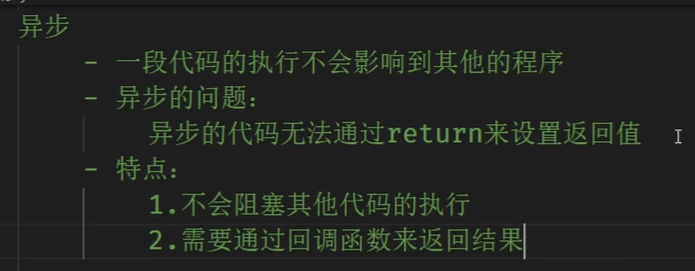 异步
- 一段代码的执行不会影响到其他的程序
- 异步的问题：
异步的代码无法通过return来设置返回值
- 特点：
1.不会阻塞其他代码的执行
2.需要通过回调函数来返回结果